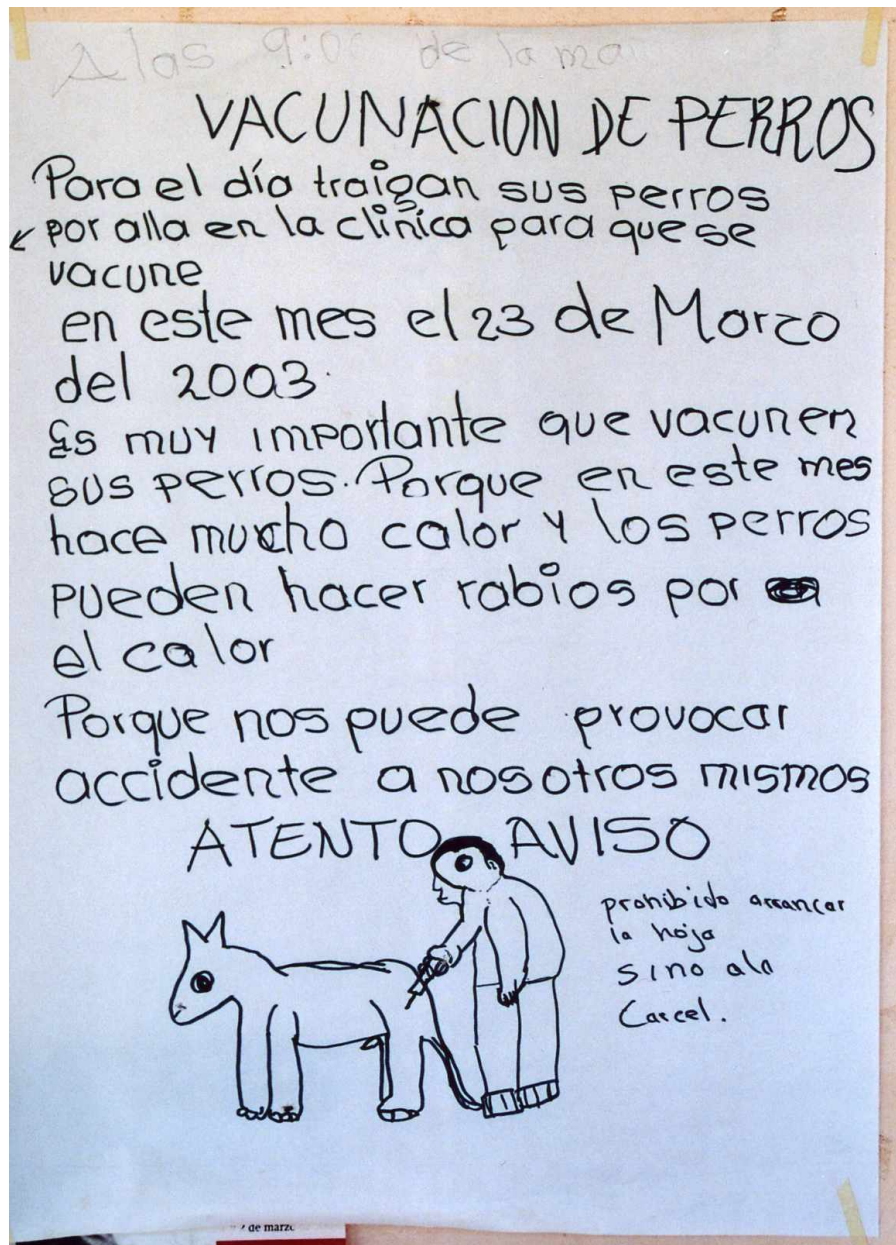 A las 9:00 de la ma
VACUNACION DE PERROS
Para el día traigan sus perros
por alla en la clinica para que se
vacune
en este mes el 23 de Marzo
del 2003.
Es muy importante que vacunen
sus perros. Porque en este mes
hace mucho calor y los perros
pueden hacer rabios por
el calor
Porque nos puede provocar
accidente a nosotros mismos
ATENTO AVISO
prohibido arrancar
la hoja
sino ala
Carcel.
de marzo